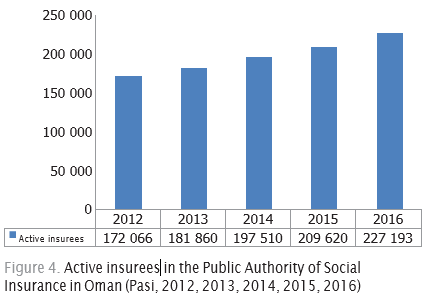 250 000
200 000
150 000
100 000
50 000
0
2012 2013 2014 2015 2016
Active insurees 172 066 181 860 197 510 209 620 227 193
Figure 4. Active insurees in the Public Authority of Social
Insurance in Oman (Pasi, 2012, 2013, 2014, 2015, 2016)